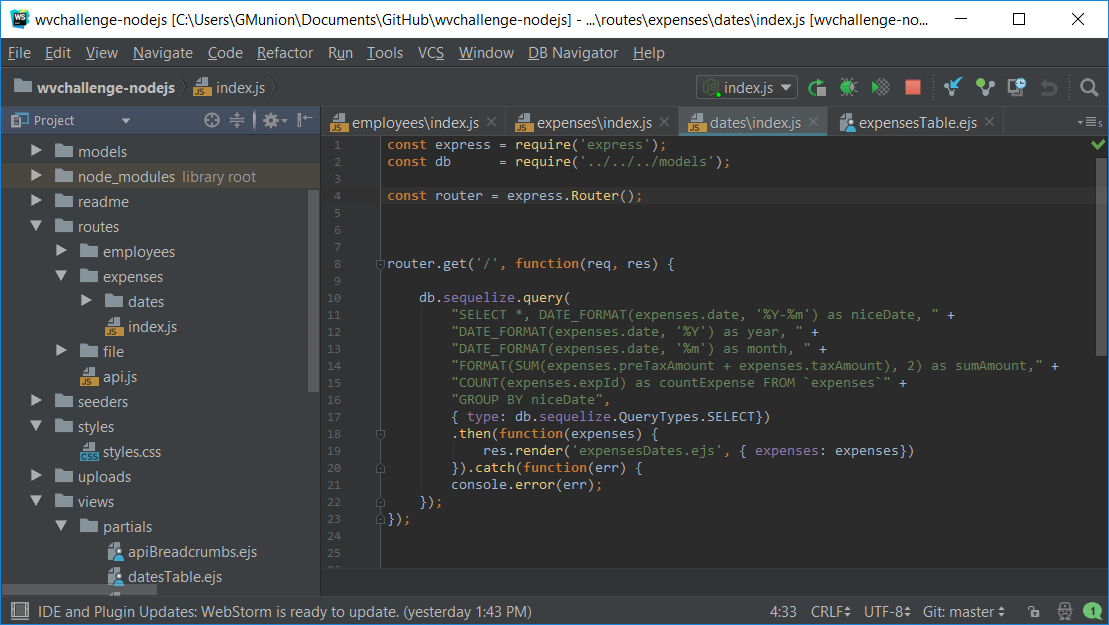 WS wvchallenge-nodejs [C:\Users\GMunion\Documents\GitHub\wvchallenge-nodejs] - ...\routes\expenses\dates\index.js [wvchallenge-no...
File Edit View Navigate Code Refactor Run Tools VCS Window DB Navigator Help
wvchallenge-nodejs JS index.js JS index.js
Project
employees\index.js expenses\index.js dates\index.js expensesTable.ejs
models
node_modules library root
readme
routes
employees
expenses
dates
JS index.js
file
JS api.js
seeders
styles
CSS styles.css
uploads
views
partials
apiBreadcrumbs.ejs
datesTable.ejs
1 const express = require('express');
2 const db      = require('../../../models');
3
4 const router = express.Router();
5
6
7
8 router.get('/', function(req, res) {
9
10     db.sequelize.query(
11         "SELECT *, DATE_FORMAT(expenses.date, '%Y-%m') as niceDate, " +
12         "DATE_FORMAT(expenses.date, '%Y') as year, " +
13         "DATE_FORMAT(expenses.date, '%m') as month, " +
14         "FORMAT(SUM(expenses.preTaxAmount + expenses.taxAmount), 2) as sumAmount," +
15         "COUNT(expenses.expId) as countExpense FROM `expenses`" +
16         "GROUP BY niceDate",
17         { type: db.sequelize.QueryTypes.SELECT})
18         .then(function(expenses) {
19             res.render('expensesDates.ejs', { expenses: expenses})
20         }).catch(function(err) {
21         console.error(err);
22     });
23 });
24
25
IDE and Plugin Updates: WebStorm is ready to update. (yesterday 1:43 PM) 4:33 CRLF UTF-8 Git: master 1